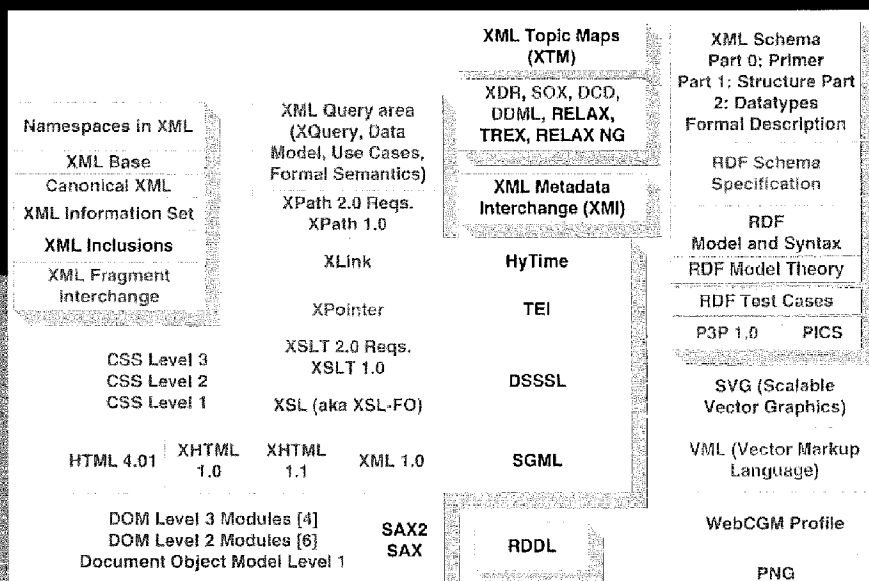 XML Topic Maps
(XTM)
XDR, SOX, DCD,
DDML, RELAX,
TREX, RELAX NG
XML Metadata
Interchange (XMI)
XML Schema
Part 0: Primer
Part 1: Structure Part
2: Datatypes
Formal Description
RDF Schema
Specification
RDF
Model and Syntax
RDF Model Theory
RDF Test Cases
P3P 1.0 PICS
Namespaces in XML
XML Base
Canonical XML
XML Information Set
XML Inclusions
XML Fragment
Interchange
XML Query area
(XQuery, Data
Model, Use Cases,
Formal Semantics)
XPath 2.0 Reqs.
XPath 1.0
XLink
XPointer
XSLT 2.0 Reqs.
XSLT 1.0
XSL (aka XSL-FO)
HyTime
TEI
DSSSL
SGML
CSS Level 3
CSS Level 2
CSS Level 1
HTML 4.01
XHTML
1.0
XHTML
1.1
XML 1.0
SVG (Scalable
Vector Graphics)
VML (Vector Markup
Language)
WebCGM Profile
PNG
DOM Level 3 Modules [4]
DOM Level 2 Modules [6]
Document Object Model Level 1
SAX2
SAX
RDDL